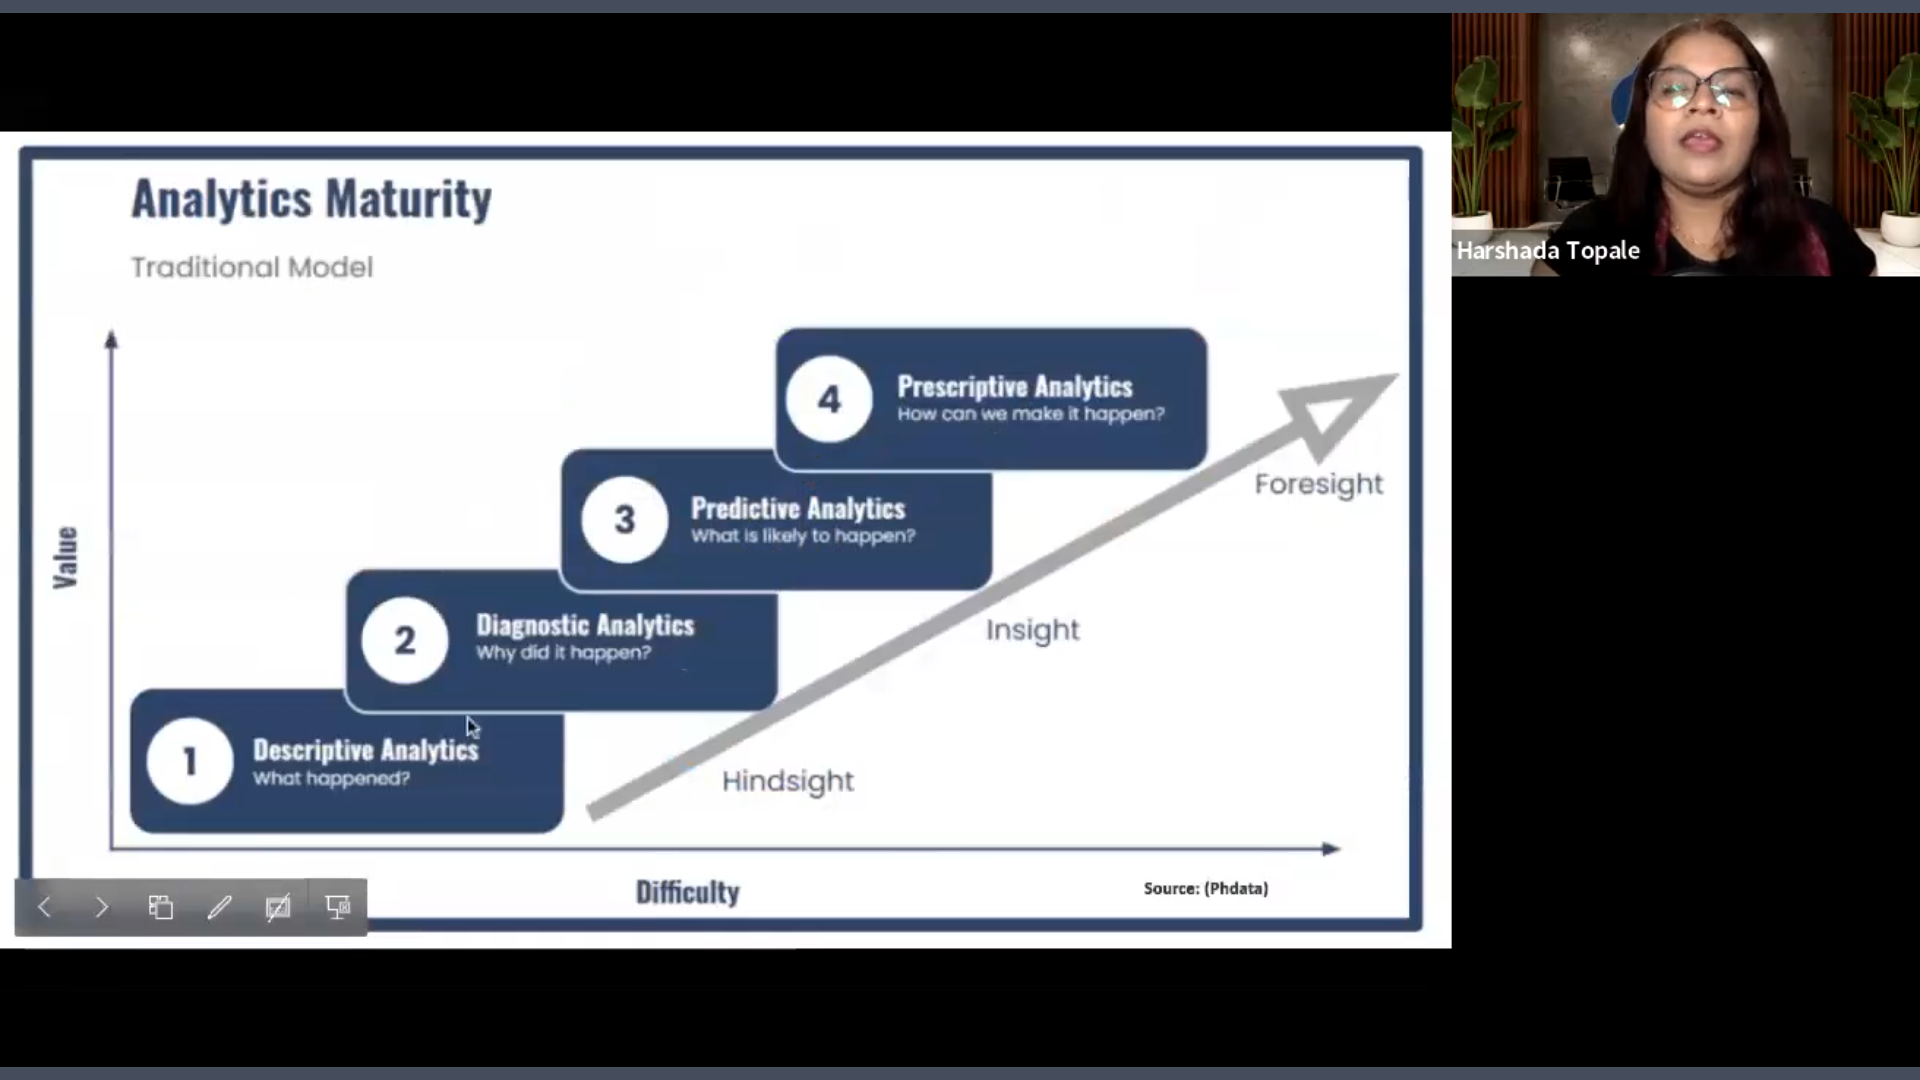 Analytics Maturity
Traditional Model
4
Prescriptive Analytics
How can we make it happen?
Foresight
3
Predictive Analytics
What is likely to happen?
Insight
2
Diagnostic Analytics
Why did it happen?
Hindsight
1
Descriptive Analytics
What happened?
Value
Difficulty
Source: (Phdata)
Harshada Topale